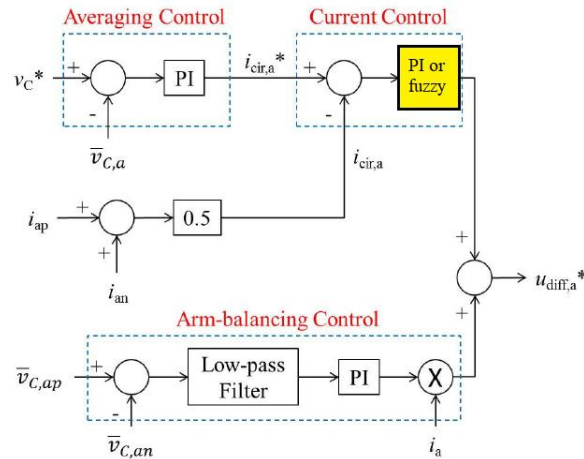 Averaging Control
Current Control
v_C*
+
-
PI
i_cir,a*
+
-
PI or
fuzzy
v̅_C,a
i_cir,a
i_ap
+
+
0.5
i_an
+
+
u_diff,a*
Arm-balancing Control
v̅_C,ap
+
-
Low-pass
Filter
PI
X
v̅_C,an
i_a